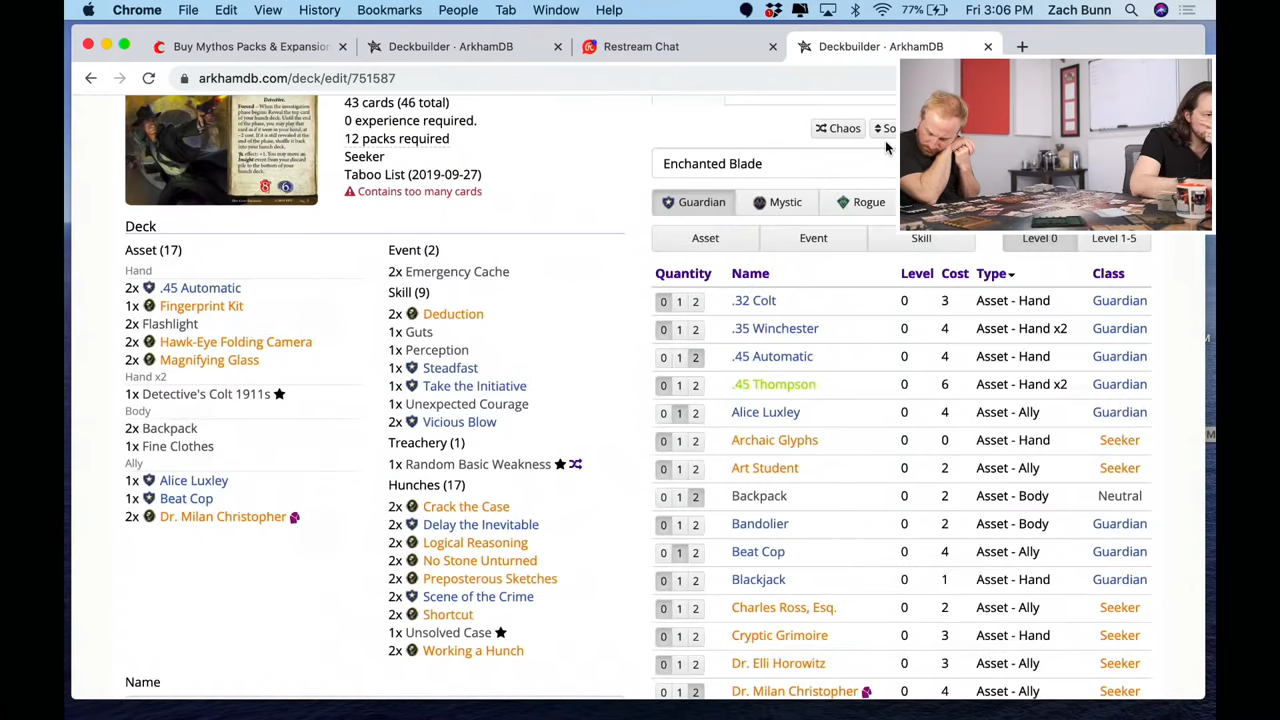 Chrome File Edit View History Bookmarks People Tab Window Help 77% Fri 3:06 PM Zach Bunn
Buy Mythos Packs & Expansion Deckbuilder · ArkhamDB Restream Chat Deckbuilder · ArkhamDB
arkhamdb.com/deck/edit/751587
43 cards (46 total)
0 experience required.
12 packs required
Seeker
Taboo List (2019-09-27)
Contains too many cards
Deck
Asset (17)
Hand
2x .45 Automatic
1x Fingerprint Kit
2x Flashlight
2x Hawk-Eye Folding Camera
2x Magnifying Glass
Hand x2
1x Detective's Colt 1911s
Body
2x Backpack
1x Fine Clothes
Ally
1x Alice Luxley
1x Beat Cop
2x Dr. Milan Christopher
Event (2)
2x Emergency Cache
Skill (9)
2x Deduction
1x Guts
1x Perception
1x Steadfast
1x Take the Initiative
1x Unexpected Courage
2x Vicious Blow
Treachery (1)
1x Random Basic Weakness
Hunches (17)
2x Crack the Case
2x Delay the Inevitable
2x Logical Reasoning
2x No Stone Unturned
2x Preposterous Sketches
2x Scene of the Crime
2x Shortcut
1x Unsolved Case
2x Working a Hunch
Name
Chaos So
Enchanted Blade
Guardian Mystic Rogue
Asset Event Skill Level 0 Level 1-5
Quantity Name Level Cost Type Class
0 1 2 .32 Colt 0 3 Asset - Hand Guardian
0 1 2 .35 Winchester 0 4 Asset - Hand x2 Guardian
0 1 2 .45 Automatic 0 4 Asset - Hand Guardian
0 1 2 .45 Thompson 0 6 Asset - Hand x2 Guardian
0 1 2 Alice Luxley 0 4 Asset - Ally Guardian
0 1 2 Archaic Glyphs 0 0 Asset - Hand Seeker
0 1 2 Art Student 0 2 Asset - Ally Seeker
0 1 2 Backpack 0 2 Asset - Body Neutral
0 1 2 Bandolier 0 2 Asset - Body Guardian
0 1 2 Beat Cop 0 4 Asset - Ally Guardian
0 1 2 Blackjack 0 1 Asset - Hand Guardian
0 1 2 Charles Ross, Esq. 0 2 Asset - Ally Seeker
0 1 2 Cryptic Grimoire 0 3 Asset - Hand Seeker
0 1 2 Dr. Elli Horowitz 0 3 Asset - Ally Seeker
0 1 2 Dr. Milan Christopher 0 4 Asset - Ally Seeker